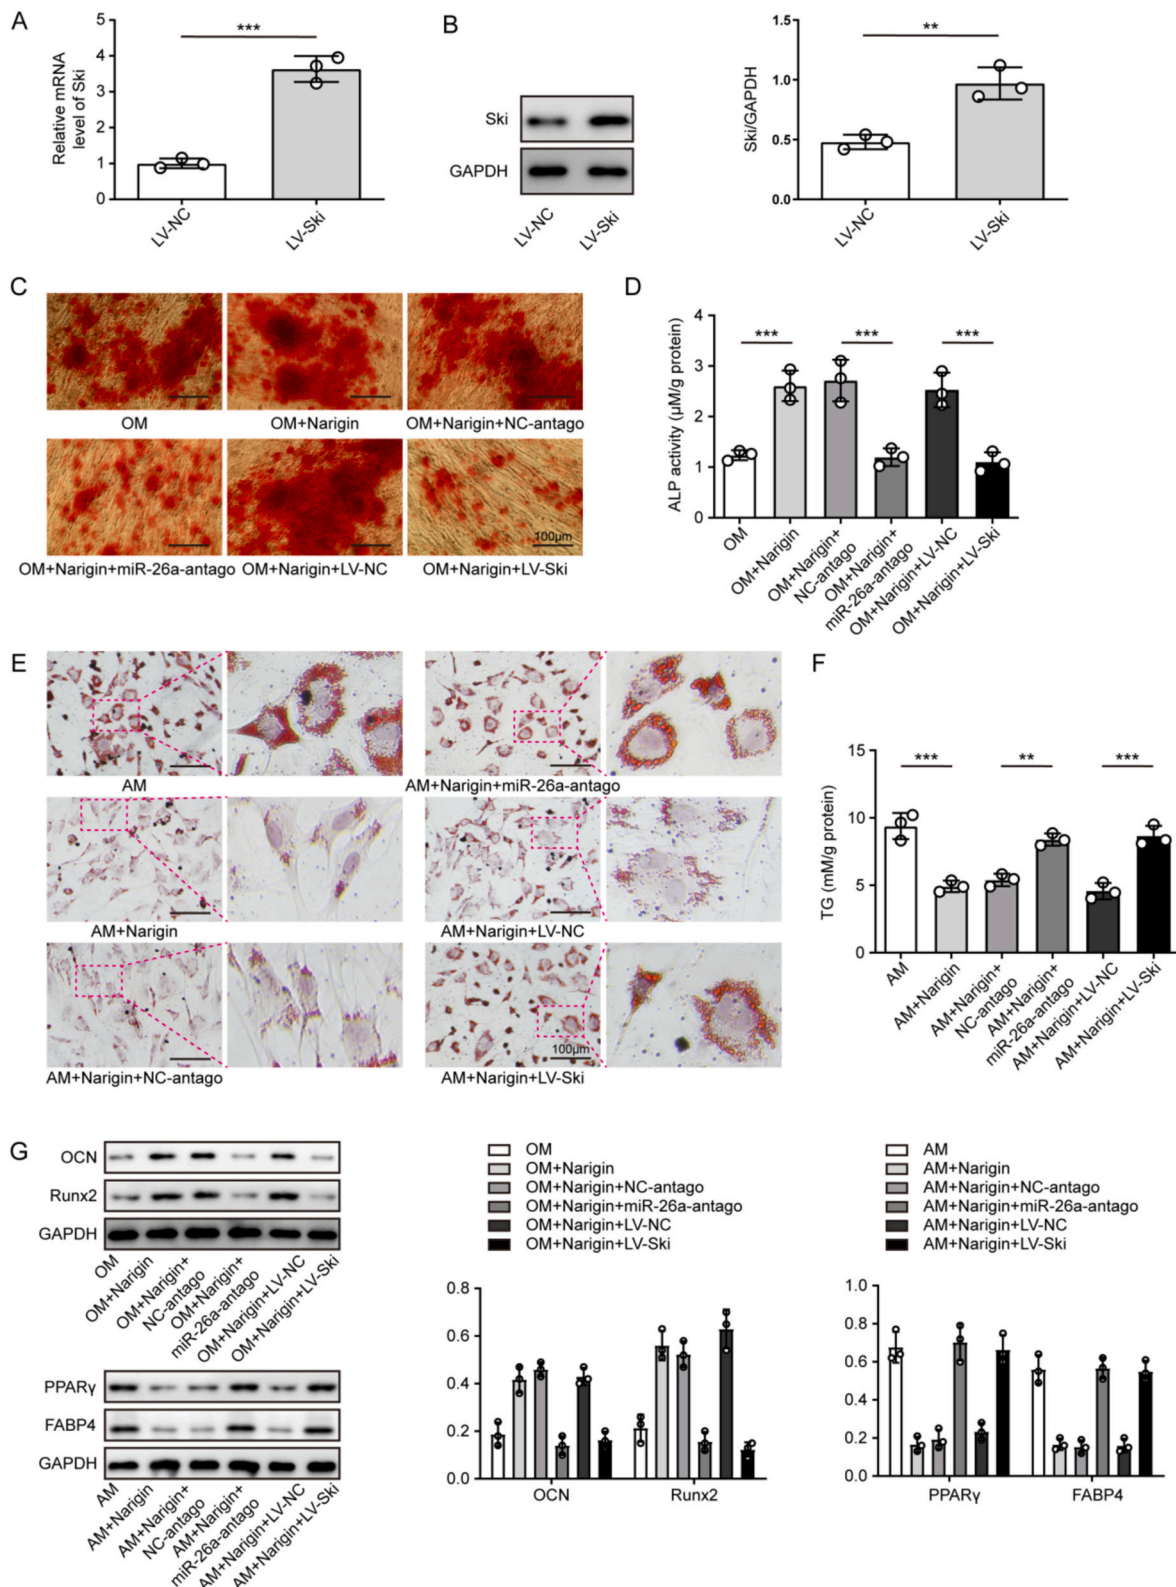 A
Relative mRNA
level of Ski
5
4
3
2
1
0
***
LV-NC
LV-Ski
B
Ski
GAPDH
LV-NC
LV-Ski
Ski/GAPDH
1.5
1.0
0.5
0.0
**
LV-NC
LV-Ski
C
OM
OM+Narigin
OM+Narigin+NC-antago
100μm
OM+Narigin+miR-26a-antago
OM+Narigin+LV-NC
OM+Narigin+LV-Ski
D
ALP activity (μM/g protein)
4
3
2
1
0
***
***
***
OM
OM+Narigin
OM+Narigin+
NC-antago
OM+Narigin+
miR-26a-antago
OM+Narigin+LV-NC
OM+Narigin+LV-Ski
E
AM
AM+Narigin+miR-26a-antago
AM+Narigin
AM+Narigin+LV-NC
100μm
AM+Narigin+NC-antago
AM+Narigin+LV-Ski
F
TG (mM/g protein)
15
10
5
0
***
**
***
AM
AM+Narigin
AM+Narigin+
NC-antago
AM+Narigin+
miR-26a-antago
AM+Narigin+LV-NC
AM+Narigin+LV-Ski
G
OCN
Runx2
GAPDH
OM
OM+Narigin
OM+Narigin+
NC-antago
OM+Narigin+
miR-26a-antago
OM+Narigin+LV-NC
OM+Narigin+LV-Ski
PPARγ
FABP4
GAPDH
AM
AM+Narigin
AM+Narigin+
NC-antago
AM+Narigin+
miR-26a-antago
AM+Narigin+LV-NC
AM+Narigin+LV-Ski
OM
OM+Narigin
OM+Narigin+NC-antago
OM+Narigin+miR-26a-antago
OM+Narigin+LV-NC
OM+Narigin+LV-Ski
0.8
0.6
0.4
0.2
0.0
OCN
Runx2
AM
AM+Narigin
AM+Narigin+NC-antago
AM+Narigin+miR-26a-antago
AM+Narigin+LV-NC
AM+Narigin+LV-Ski
1.0
0.8
0.6
0.4
0.2
0.0
PPARγ
FABP4